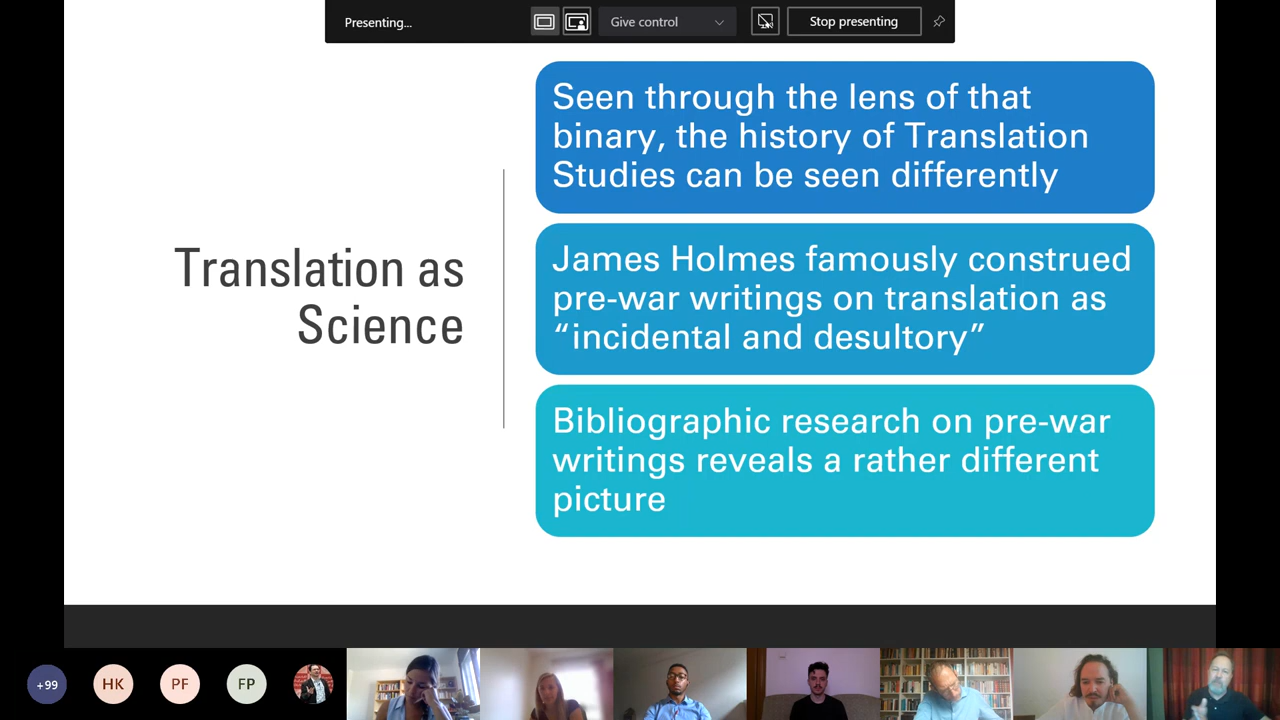 Presenting...
Give control
Stop presenting
Translation as
Science
Seen through the lens of that
binary, the history of Translation
Studies can be seen differently
James Holmes famously construed
pre-war writings on translation as
“incidental and desultory”
Bibliographic research on pre-war
writings reveals a rather different
picture
+99
HK
PF
FP